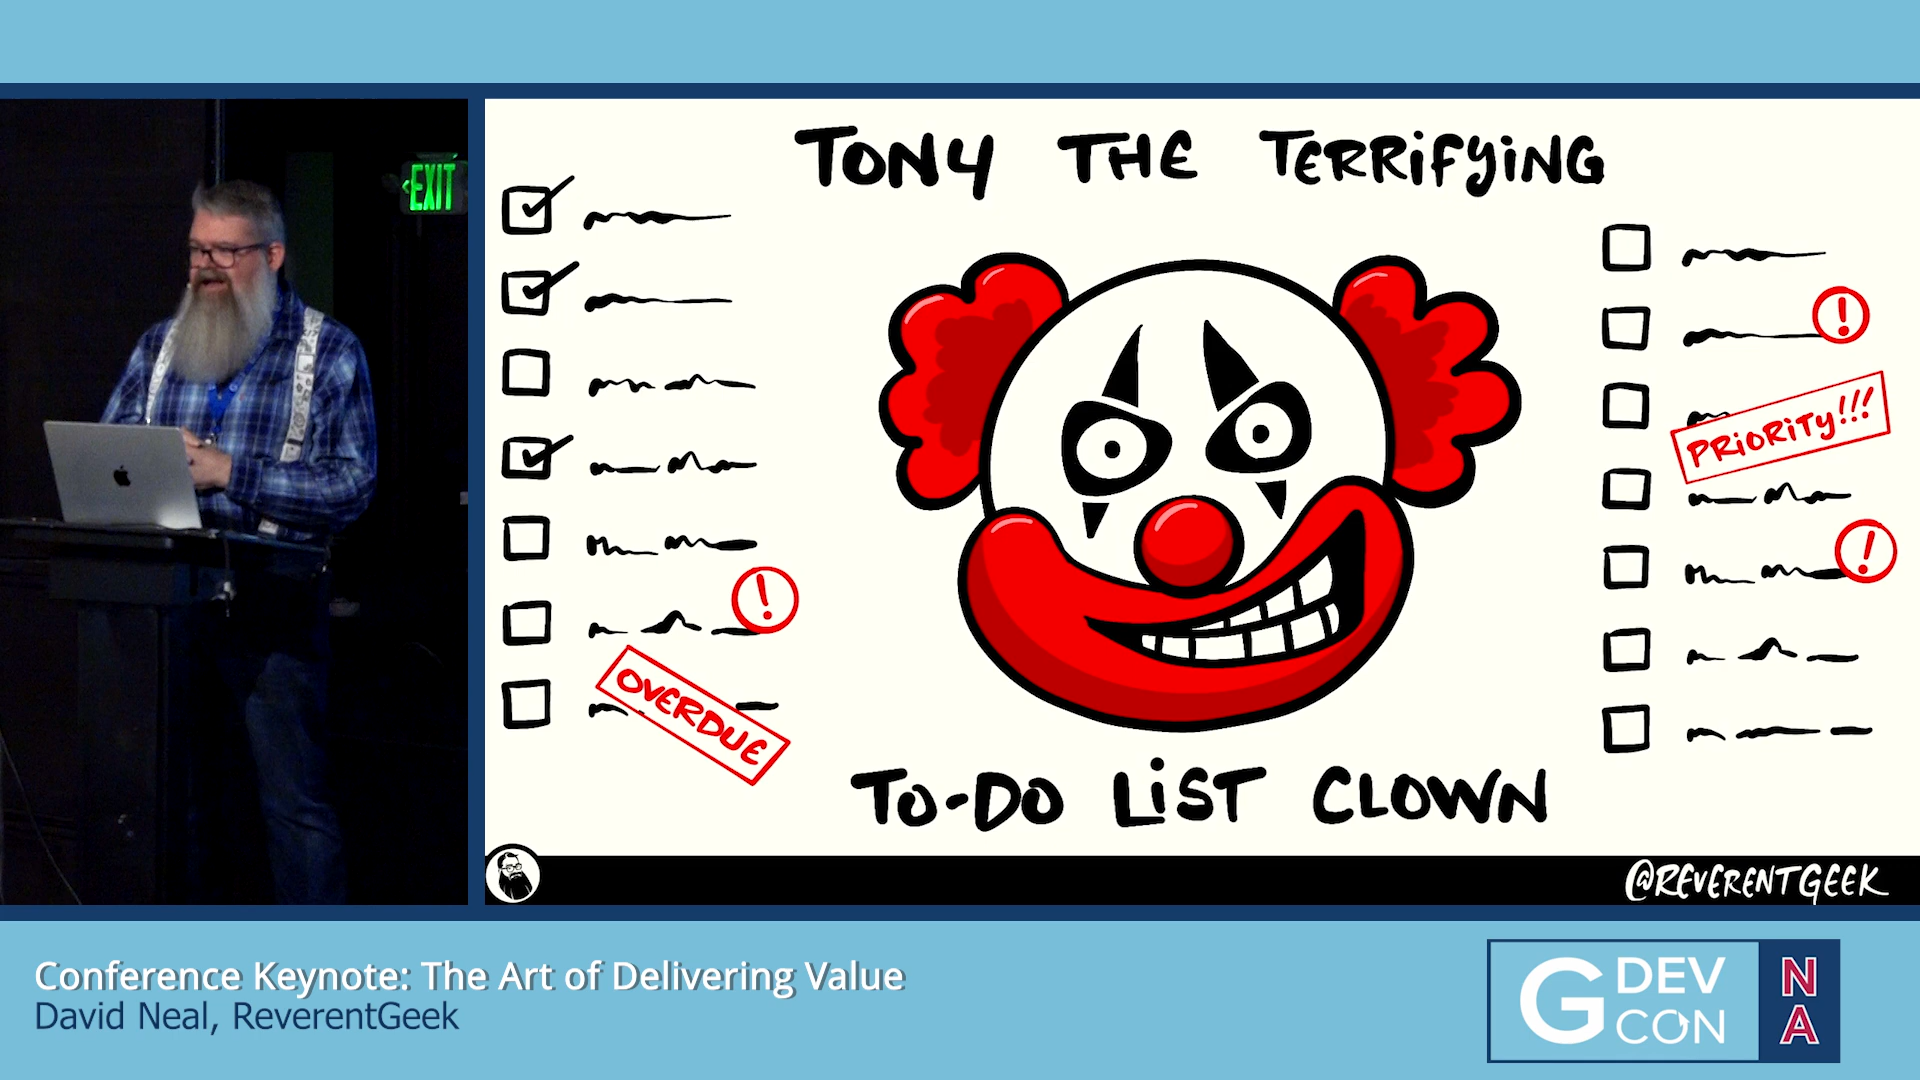 EXIT
TONY THE TERRIFYING
!
PRIORITY!!!
!
!
OVERDUE
TO-DO LIST CLOWN
@REVERENTGEEK
Conference Keynote: The Art of Delivering Value
David Neal, ReverentGeek
G DEV CON NA